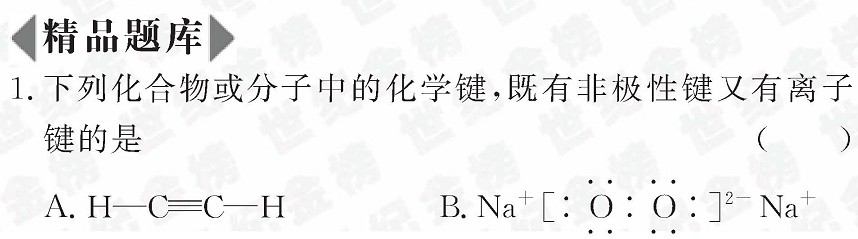 精品题库
1. 下列化合物或分子中的化学键,既有非极性键又有离子
键的是 ( )
A. H—C≡C—H B. Na⁺[:Ö̤:Ö̤:]²⁻Na⁺